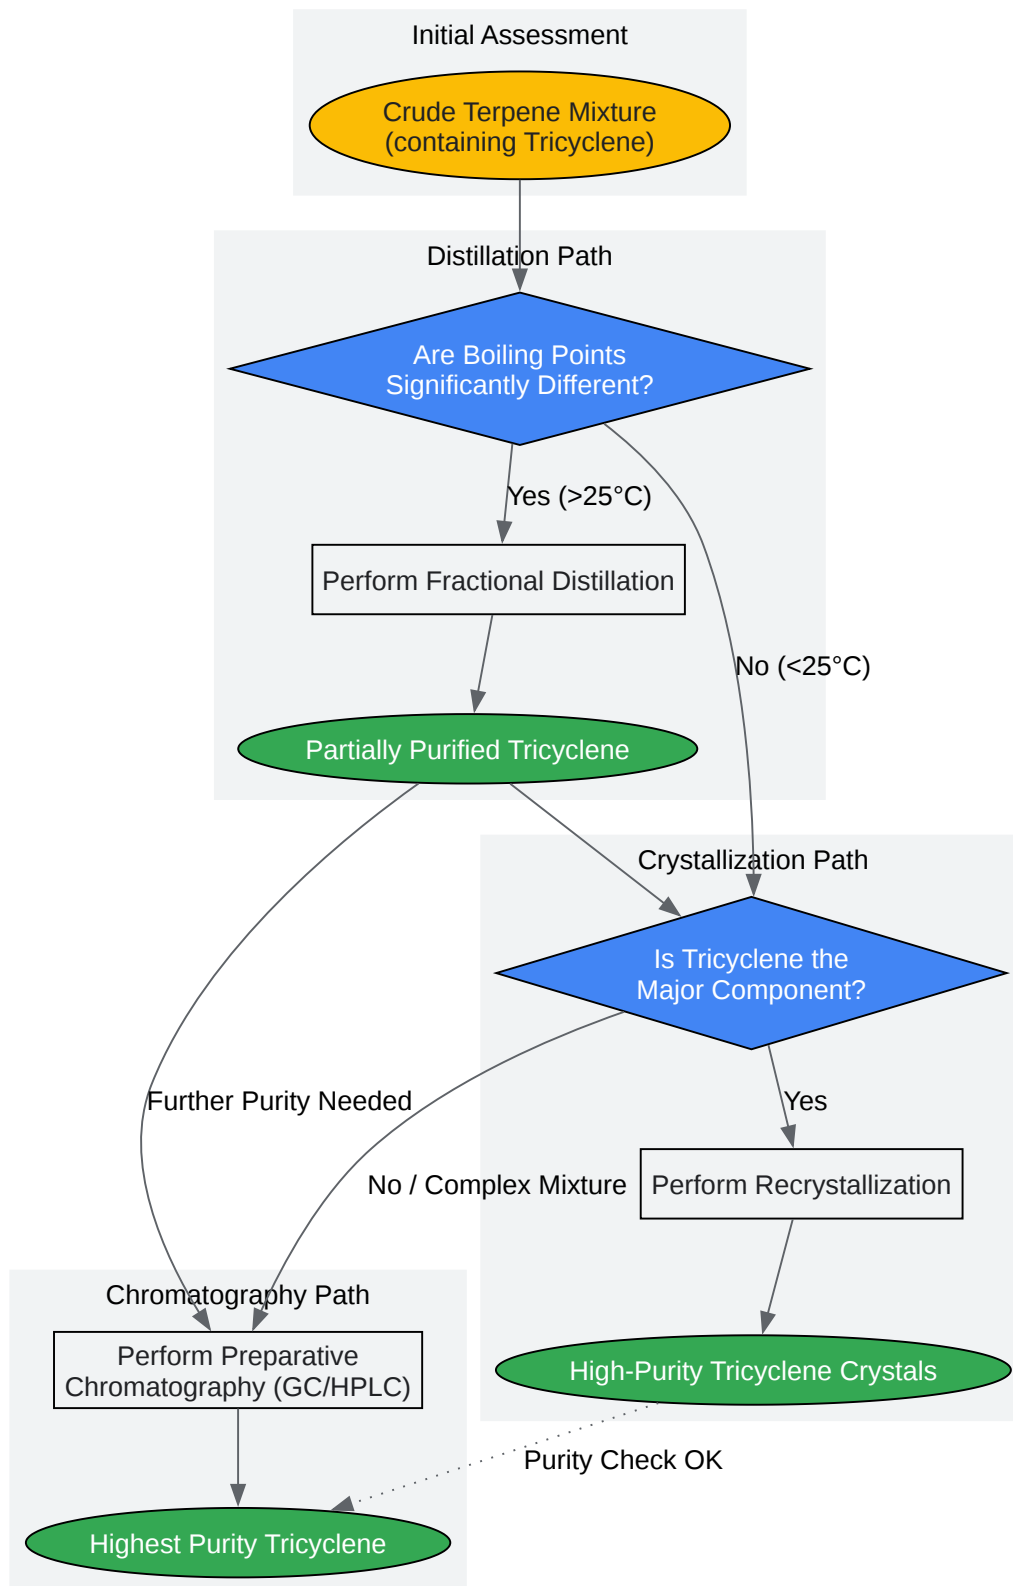 Initial Assessment
Crude Terpene Mixture
(containing Tricyclene)
Distillation Path
Are Boiling Points
Significantly Different?
Yes (>25°C)
Perform Fractional Distillation
No (<25°C)
Partially Purified Tricyclene
Crystallization Path
Is Tricyclene the
Major Component?
Further Purity Needed
Yes
No / Complex Mixture
Perform Recrystallization
Chromatography Path
Perform Preparative
Chromatography (GC/HPLC)
High-Purity Tricyclene Crystals
Purity Check OK
Highest Purity Tricyclene